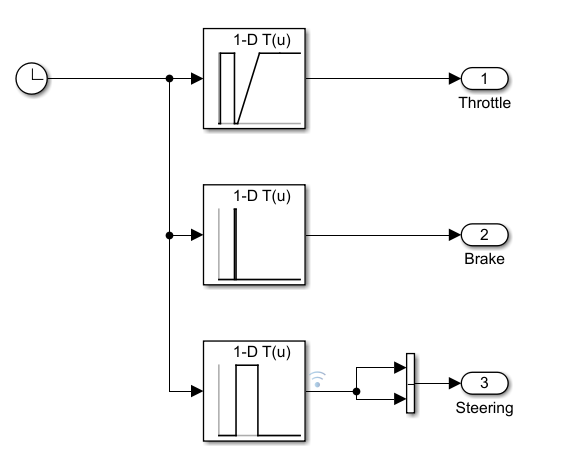 1-D T(u)
1
Throttle
1-D T(u)
2
Brake
1-D T(u)
3
Steering